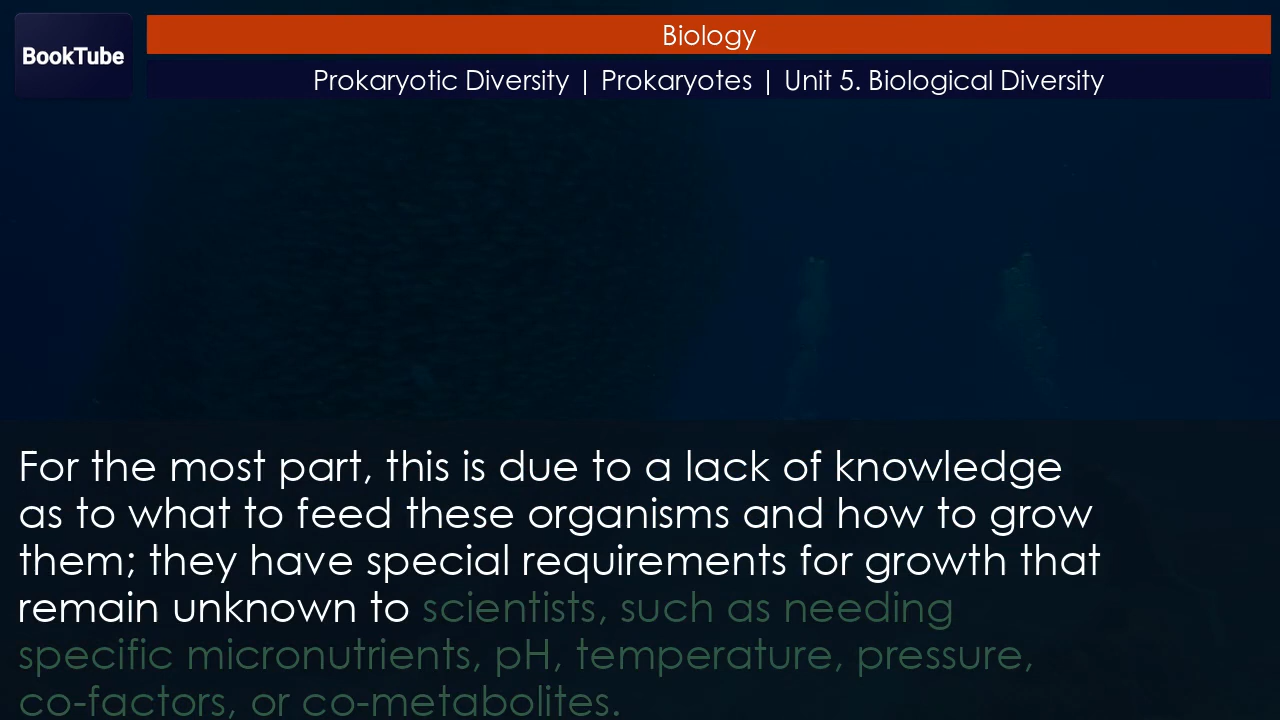 BookTube
Biology
Prokaryotic Diversity | Prokaryotes | Unit 5. Biological Diversity
For the most part, this is due to a lack of knowledge
as to what to feed these organisms and how to grow
them; they have special requirements for growth that
remain unknown to scientists, such as needing
specific micronutrients, pH, temperature, pressure,
co-factors, or co-metabolites.